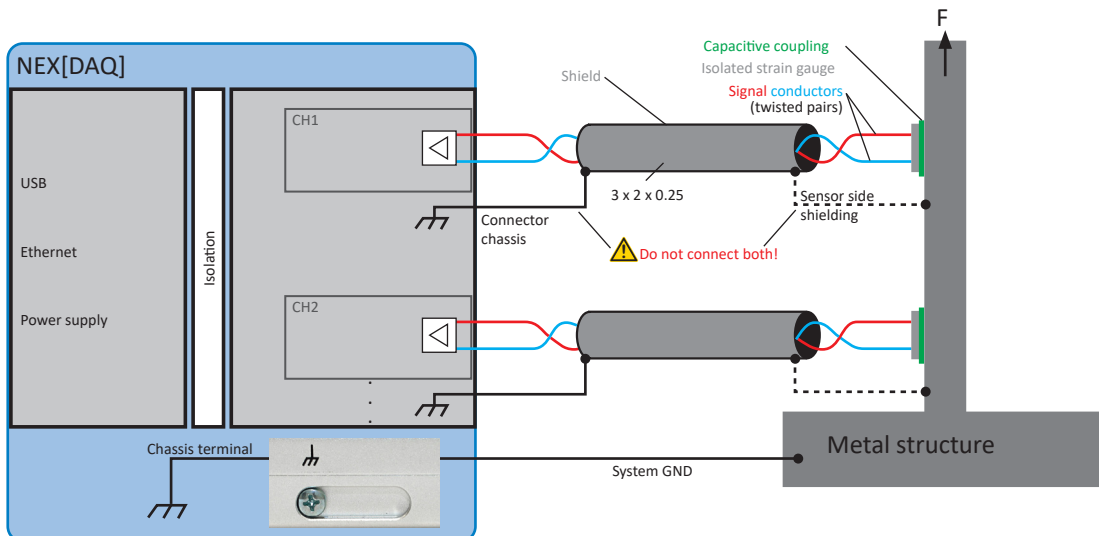 F
NEX[DAQ]
Capacitive coupling
Shield
Isolated strain gauge
Signal conductors
(twisted pairs)
CH1
USB
3 x 2 x 0.25
Sensor side
shielding
Connector
chassis
Ethernet
Isolation
Do not connect both!
CH2
Power supply
Chassis terminal
System GND
Metal structure